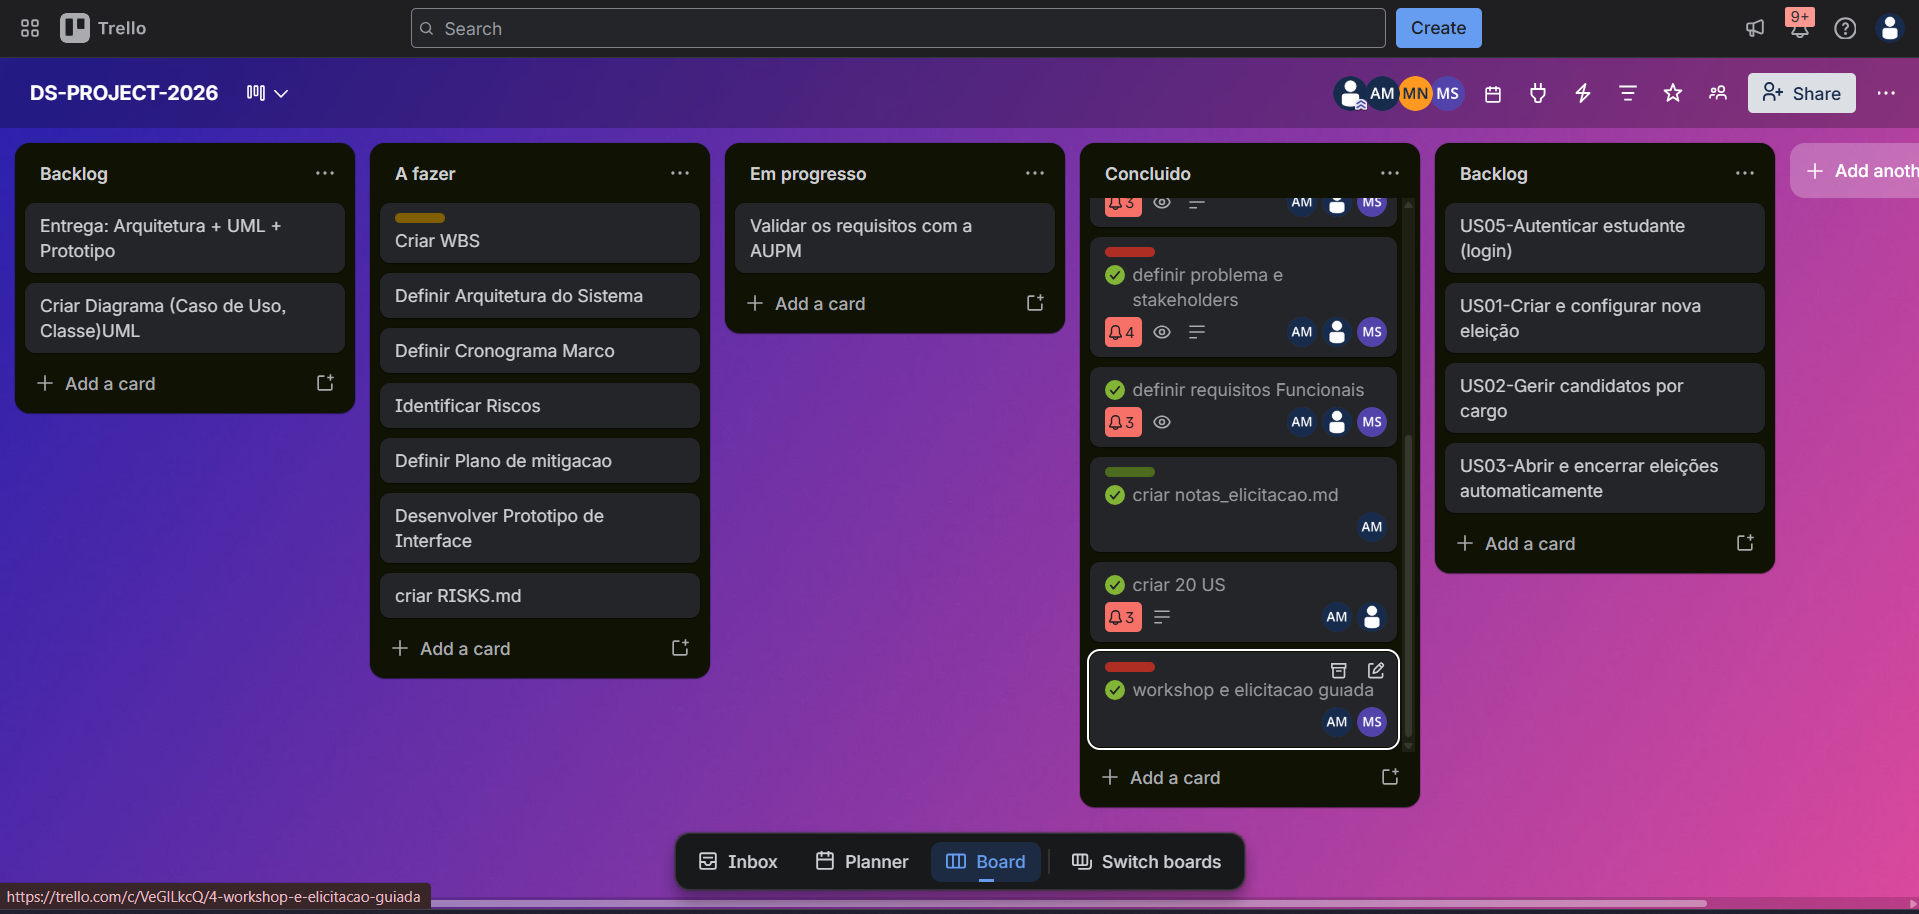 Trello
Search
Create
9+
DS-PROJECT-2026
AM
MN
MS
Share
Backlog
Entrega: Arquitetura + UML +
Prototipo
Criar Diagrama (Caso de Uso,
Classe)UML
Add a card
A fazer
Criar WBS
Definir Arquitetura do Sistema
Definir Cronograma Marco
Identificar Riscos
Definir Plano de mitigacao
Desenvolver Prototipo de
Interface
criar RISKS.md
Add a card
Em progresso
Validar os requisitos com a
AUPM
Add a card
Concluido
3 AM MS
definir problema e
stakeholders
4 AM MS
definir requisitos Funcionais
3 AM MS
criar notas_elicitacao.md
AM
criar 20 US
3 AM
workshop e elicitacao guiada
AM MS
Add a card
Backlog
US05-Autenticar estudante
(login)
US01-Criar e configurar nova
eleição
US02-Gerir candidatos por
cargo
US03-Abrir e encerrar eleições
automaticamente
Add a card
Add anoth
Inbox
Planner
Board
Switch boards
https://trello.com/c/VeGlLkcQ/4-workshop-e-elicitacao-guiada